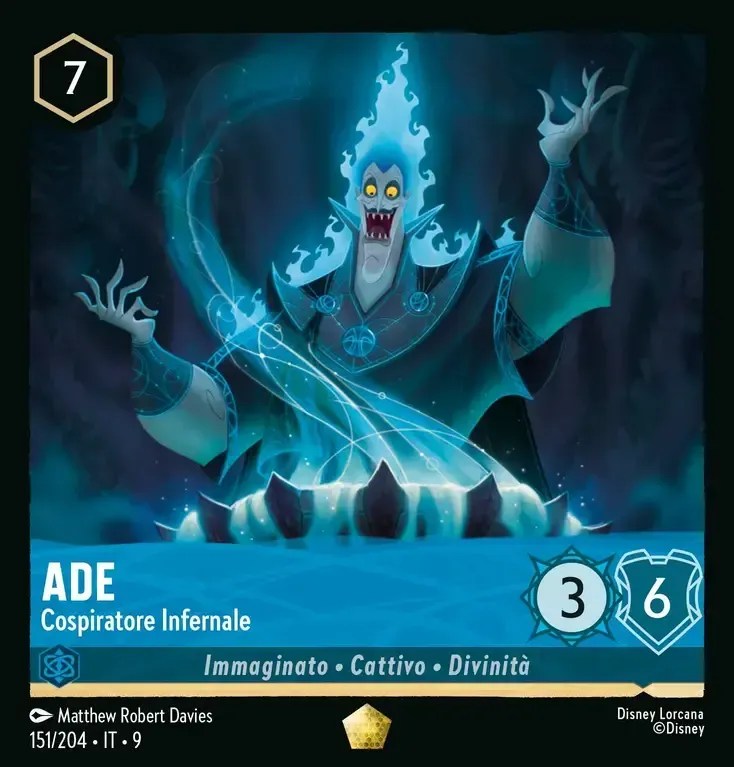 7
ADE
Cospiratore Infernale
3
6
Immaginato • Cattivo • Divinità
Matthew Robert Davies
151/204 • IT • 9
Disney Lorcana
©Disney